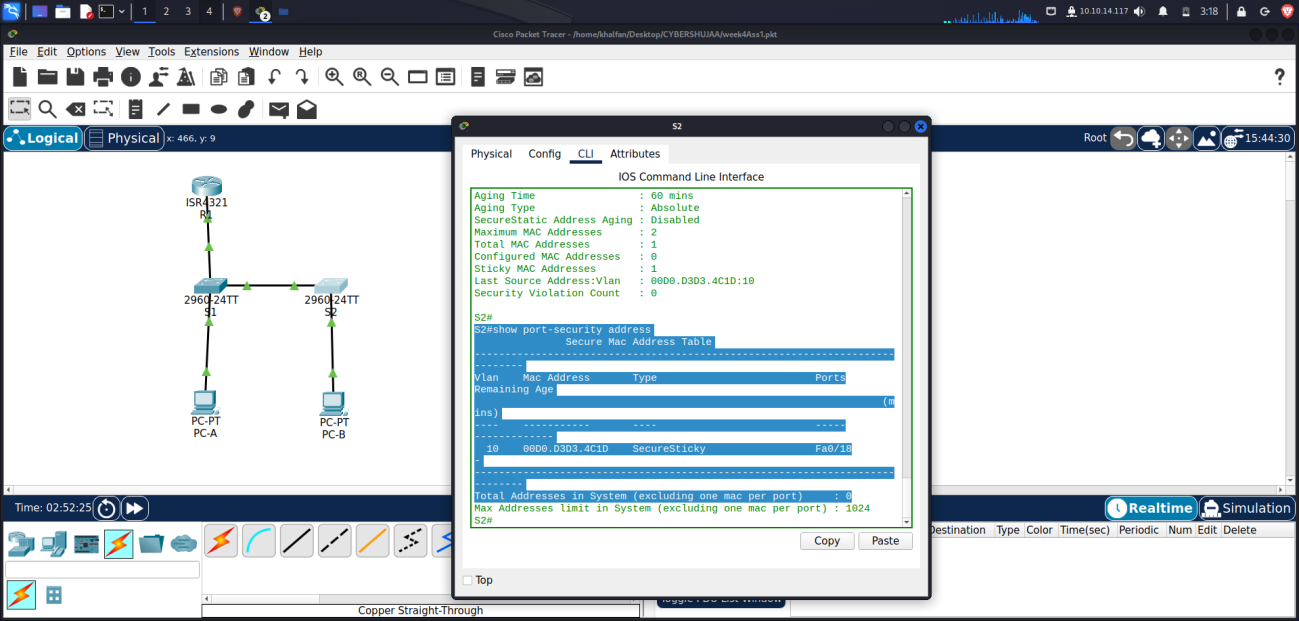 1 2 3 4 2 10.10.14.117 3:18
Cisco Packet Tracer - /home/khalfan/Desktop/CYBERSHUJAA/week4Ass1.pkt
File Edit Options View Tools Extensions Window Help
?
Logical Physical x: 466, y: 9 Root 15:44:30
S2
Physical Config CLI Attributes
IOS Command Line Interface
Aging Time : 60 mins
Aging Type : Absolute
SecureStatic Address Aging : Disabled
Maximum MAC Addresses : 2
Total MAC Addresses : 1
Configured MAC Addresses : 0
Sticky MAC Addresses : 1
Last Source Address:Vlan : 00D0.D3D3.4C1D:10
Security Violation Count : 0
S2#
S2#show port-security address
Secure Mac Address Table
-----------------------------------------------------------------------
--------
Vlan Mac Address Type Ports
Remaining Age
(m
ins)
---- ----------- ---- -----
-------------
10 00D0.D3D3.4C1D SecureSticky Fa0/18
-
-----------------------------------------------------------------------
--------
Total Addresses in System (excluding one mac per port) : 0
Max Addresses limit in System (excluding one mac per port) : 1024
S2#
Copy Paste
Top
ISR4321
R1
2960-24TT
S1
2960-24TT
S2
PC-PT
PC-A
PC-PT
PC-B
Time: 02:52:25 Realtime Simulation
Destination Type Color Time(sec) Periodic Num Edit Delete
Toggle PDU List Window
Copper Straight-Through